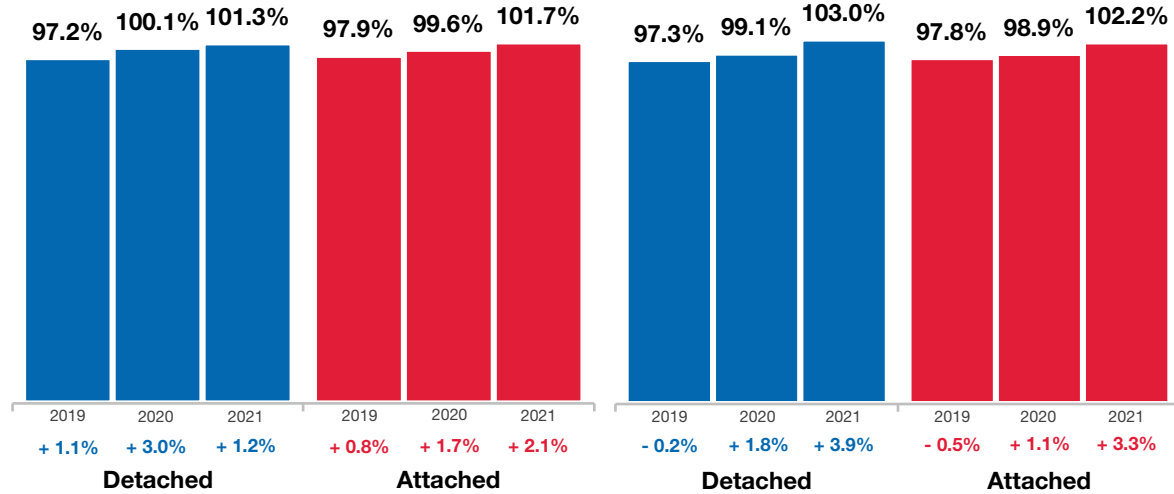 97.2% 100.1% 101.3% 97.9% 99.6% 101.7% 97.3% 99.1% 103.0% 97.8% 98.9% 102.2%
2019 2020 2021 2019 2020 2021 2019 2020 2021 2019 2020 2021
+ 1.1% + 3.0% + 1.2% + 0.8% + 1.7% + 2.1% - 0.2% + 1.8% + 3.9% - 0.5% + 1.1% + 3.3%
Detached Attached Detached Attached